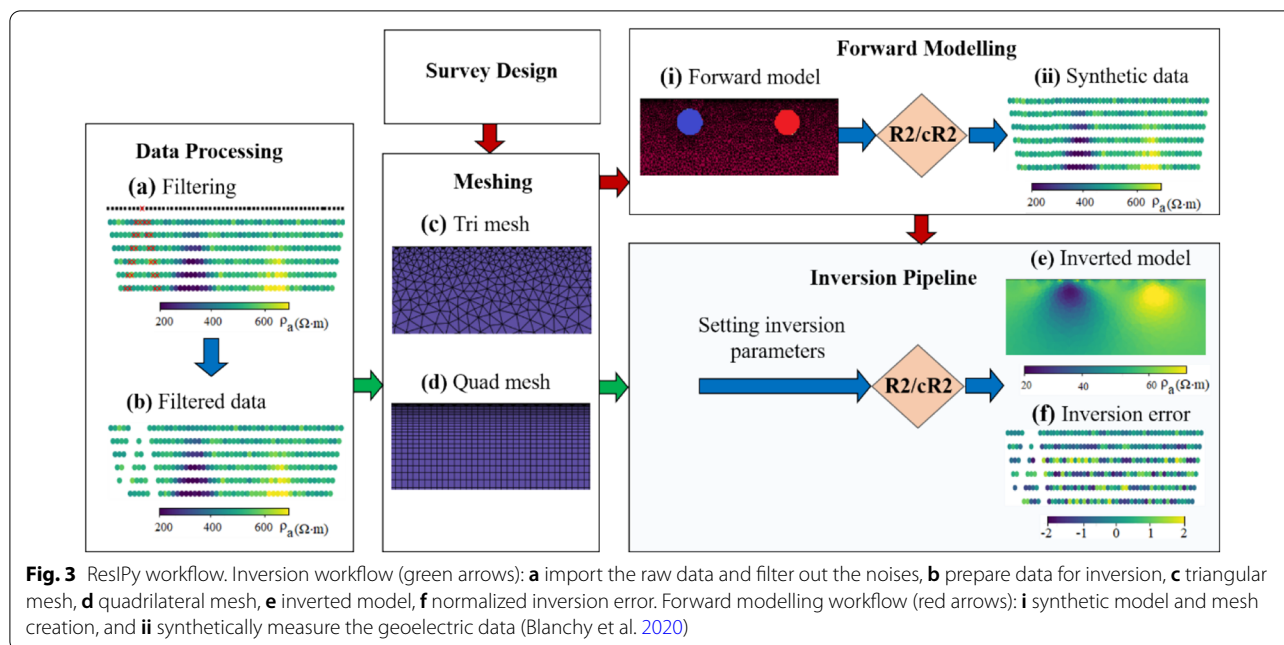 Survey Design
Data Processing
(a) Filtering
200 400 600 ρa(Ω·m)
(b) Filtered data
200 400 600 ρa(Ω·m)
Meshing
(c) Tri mesh
(d) Quad mesh
Forward Modelling
(i) Forward model
R2/cR2
(ii) Synthetic data
200 400 600 ρa(Ω·m)
Inversion Pipeline
Setting inversion
parameters
R2/cR2
(e) Inverted model
20 40 60 ρa(Ω·m)
(f) Inversion error
-2 -1 0 1 2
Fig. 3 ResIPy workflow. Inversion workflow (green arrows): a import the raw data and filter out the noises, b prepare data for inversion, c triangular
mesh, d quadrilateral mesh, e inverted model, f normalized inversion error. Forward modelling workflow (red arrows): i synthetic model and mesh
creation, and ii synthetically measure the geoelectric data (Blanchy et al. 2020)